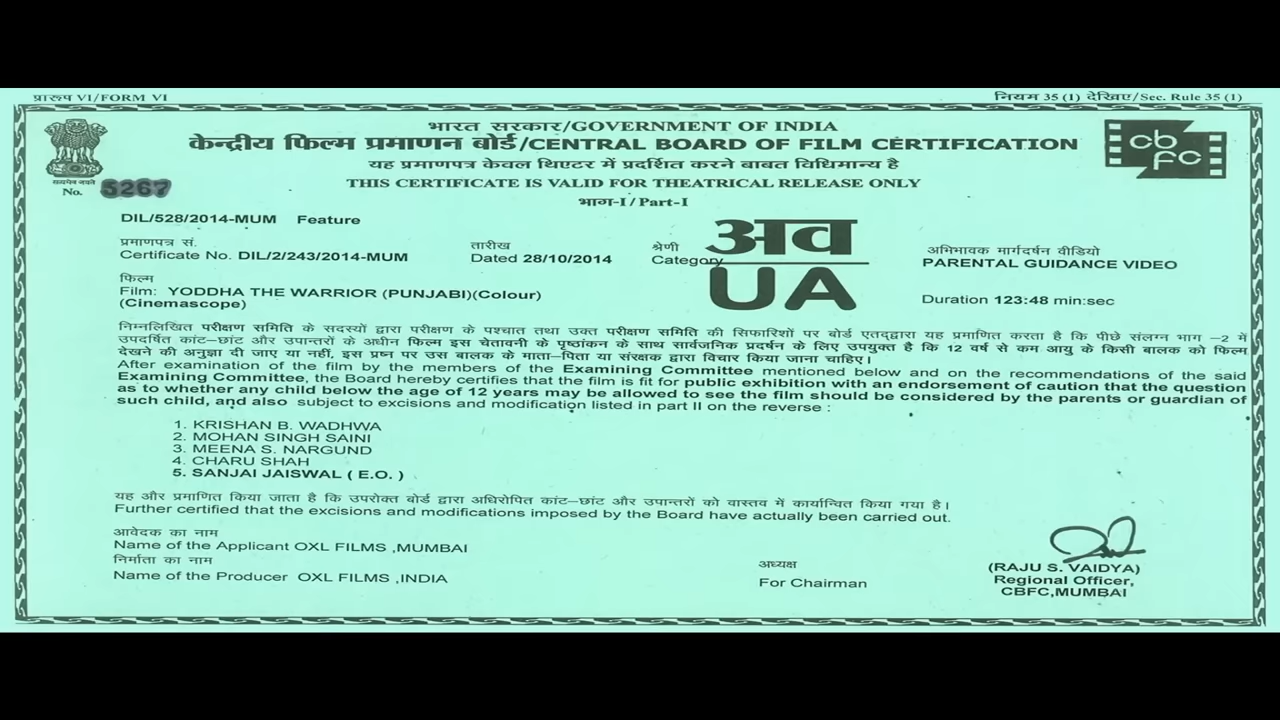 प्रारूप VI/FORM VI
नियम 35 (1) देखिए/Sec. Rule 35 (1)
भारत सरकार/GOVERNMENT OF INDIA
केन्द्रीय फिल्म प्रमाणन बोर्ड/CENTRAL BOARD OF FILM CERTIFICATION
cbfc
यह प्रमाणपत्र केवल थिएटर में प्रदर्शित करने बाबत विधिमान्य है
सत्यमेव जयते
THIS CERTIFICATE IS VALID FOR THEATRICAL RELEASE ONLY
No. 5267
भाग-I/Part-I
DIL/528/2014-MUM Feature
प्रमाणपत्र सं.
Certificate No. DIL/2/243/2014-MUM
तारीख
Dated 28/10/2014
श्रेणी
Category
अव
UA
अभिभावक मार्गदर्षन वीडियो
PARENTAL GUIDANCE VIDEO
फिल्म
Film: YODDHA THE WARRIOR (PUNJABI)(Colour)
(Cinemascope)
Duration 123:48 min:sec
निम्नलिखित परीक्षण समिति के सदस्यों द्वारा परीक्षण के पश्चात तथा उक्त परीक्षण समिति की सिफारिशों पर बोर्ड एतद्द्वारा यह प्रमाणित करता है कि पीछे संलग्न भाग -2 में
उपदर्षित कांट-छांट और उपान्तरों के अधीन फिल्म इस चेतावनी के पृष्ठांकन के साथ सार्वजनिक प्रदर्षन के लिए उपयुक्त है कि 12 वर्ष से कम आयु के किसी बालक को फिल्म
देखने की अनुज्ञा दी जाए या नहीं, इस प्रष्न पर उस बालक के माता-पिता या संरक्षक द्वारा विचार किया जाना चाहिए।
After examination of the film by the members of the Examining Committee mentioned below and on the recommendations of the said
Examining Committee, the Board hereby certifies that the film is fit for public exhibition with an endorsement of caution that the question
as to whether any child below the age of 12 years may be allowed to see the film should be considered by the parents or guardian of
such child, and also subject to excisions and modification listed in part II on the reverse :
1. KRISHAN B. WADHWA
2. MOHAN SINGH SAINI
3. MEENA S. NARGUND
4. CHARU SHAH
5. SANJAI JAISWAL ( E.O. )
यह और प्रमाणित किया जाता है कि उपरोक्त बोर्ड द्वारा अधिरोपित कांट-छांट और उपान्तरों को वास्तव में कार्यान्वित किया गया है।
Further certified that the excisions and modifications imposed by the Board have actually been carried out.
आवेदक का नाम
Name of the Applicant OXL FILMS ,MUMBAI
निर्माता का नाम
Name of the Producer OXL FILMS ,INDIA
अध्यक्ष
For Chairman
(RAJU S. VAIDYA)
Regional Officer,
CBFC,MUMBAI